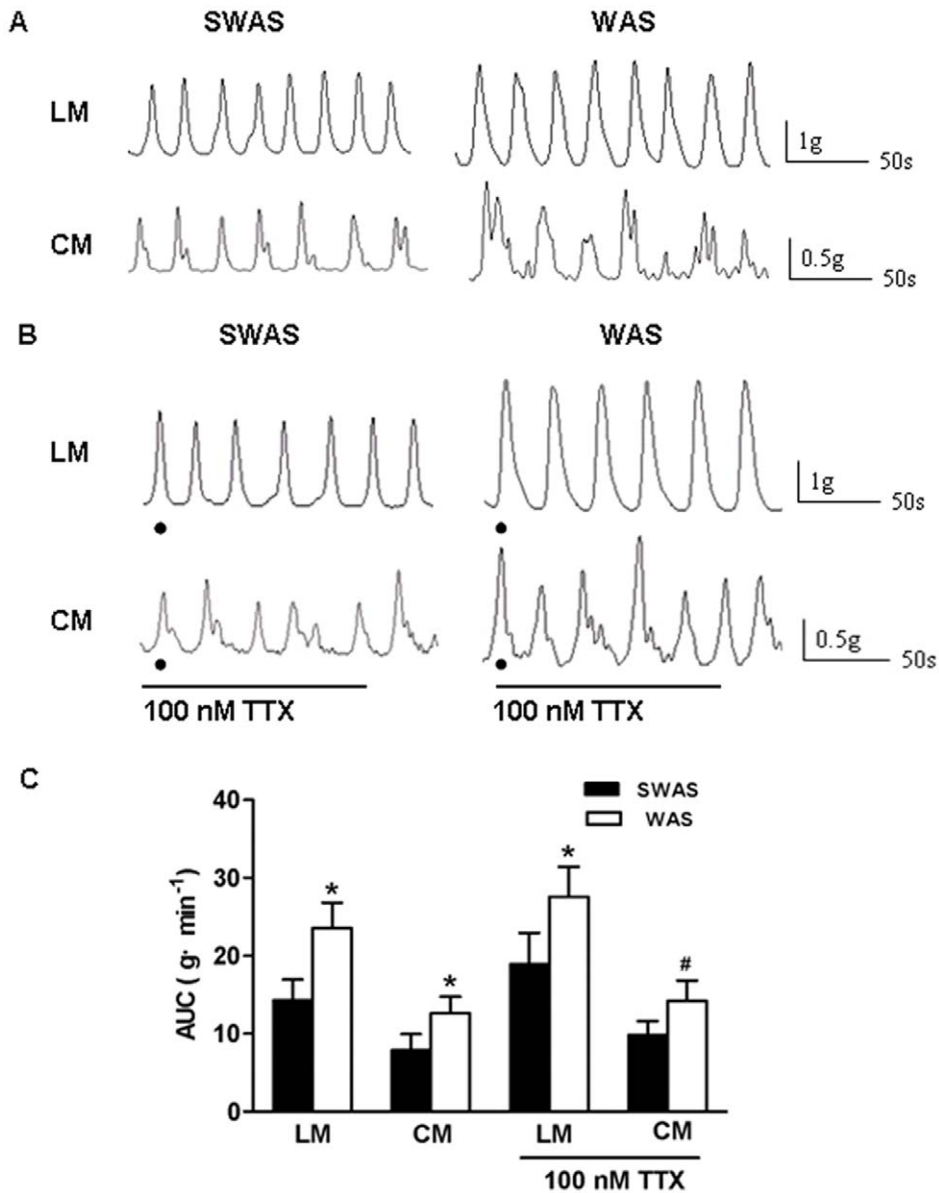 A
SWAS
WAS
LM
1g
50s
CM
0.5g
50s
B
SWAS
WAS
LM
1g
50s
CM
0.5g
50s
100 nM TTX
100 nM TTX
C
SWAS
WAS
AUC ( g· min⁻¹)
40
30
20
10
0
*
*
*
#
LM
CM
LM
CM
100 nM TTX